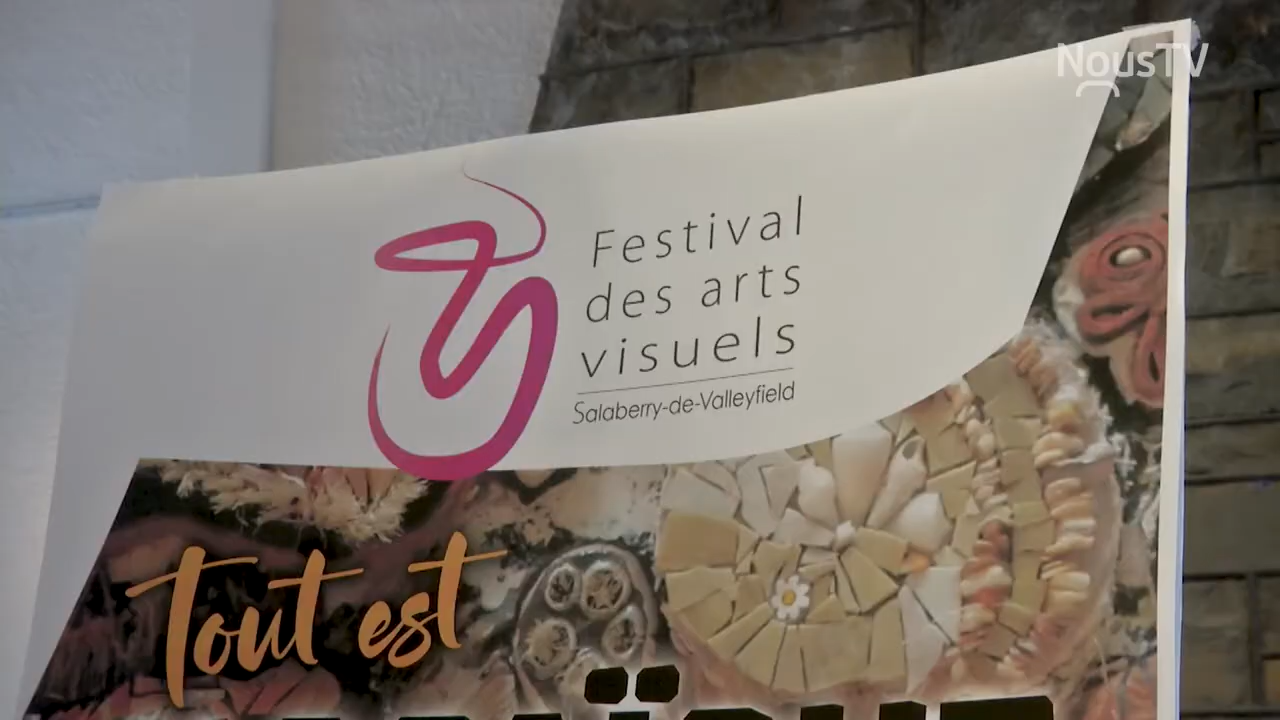 NousTV
Festival
des arts
visuels
Salaberry-de-Valleyfield
Tout est